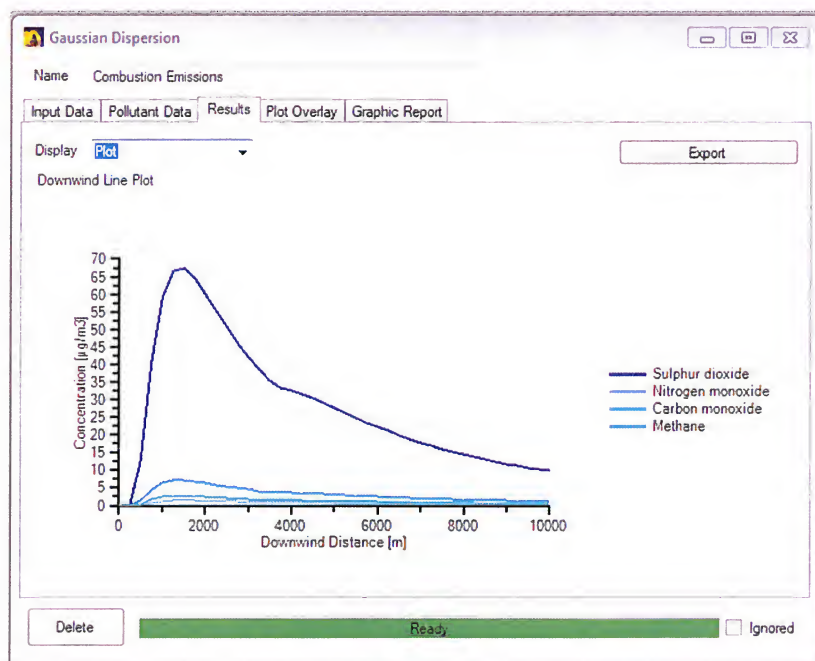 Gaussian Dispersion
Name Combustion Emissions
Input Data Pollutant Data Results Plot Overlay Graphic Report
Display Plot Export
Downwind Line Plot
70
65
60
55
50
45
40
35
30
25
20
15
10
5
0
Concentration [µg/m3]
0 2000 4000 6000 8000 10000
Downwind Distance [m]
Sulphur dioxide
Nitrogen monoxide
Carbon monoxide
Methane
Delete Ready Ignored